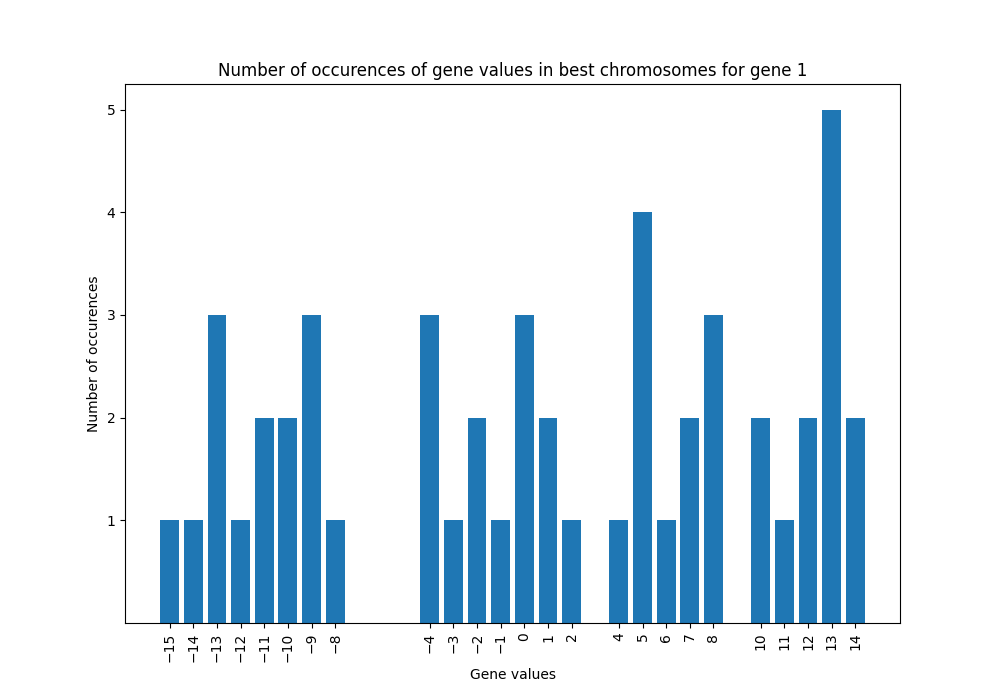 Number of occurences of gene values in best chromosomes for gene 1
Number of occurences
5
4
3
2
1
−15 −14 −13 −12 −11 −10 −9 −8 −4 −3 −2 −1 0 1 2 4 5 6 7 8 10 11 12 13 14
Gene values